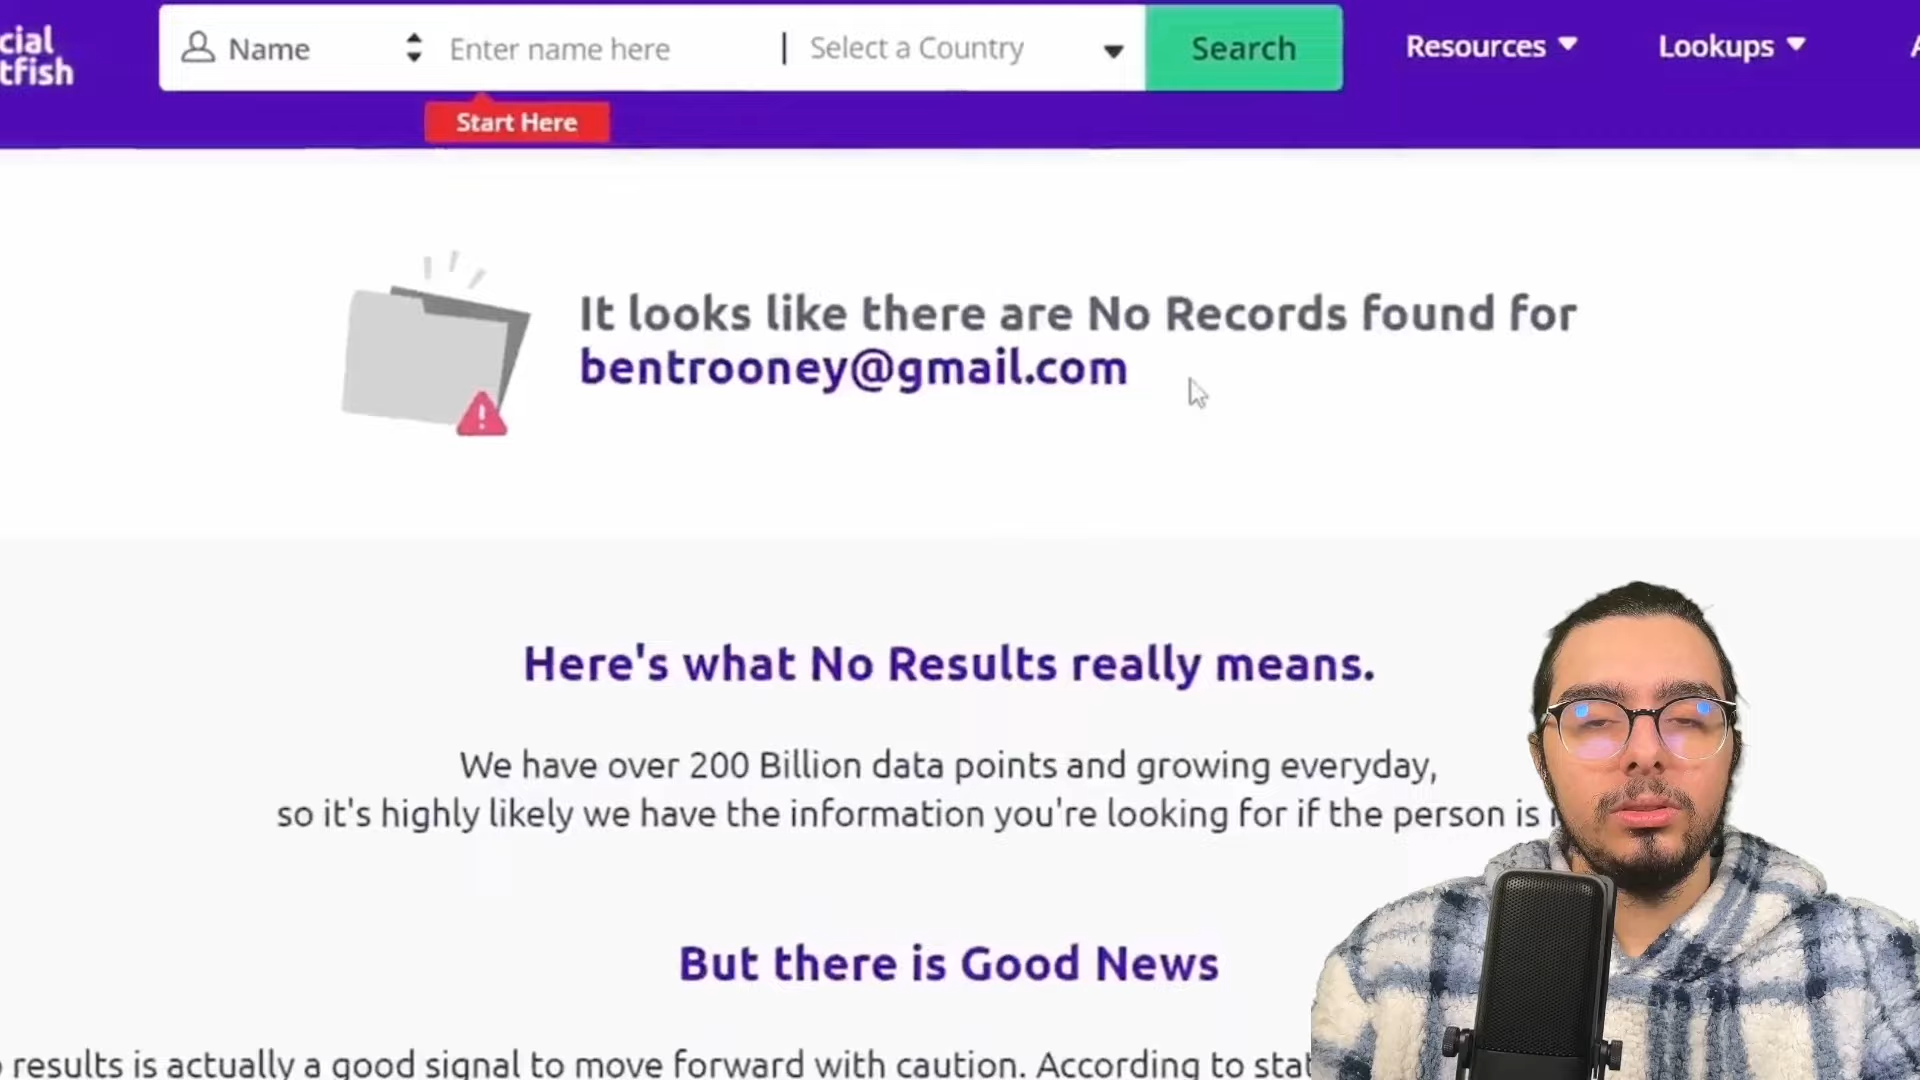 cial
tfish
Name
Enter name here
Select a Country
Search
Resources
Lookups
Start Here
It looks like there are No Records found for
bentrooney@gmail.com
Here's what No Results really means.
We have over 200 Billion data points and growing everyday,
so it's highly likely we have the information you're looking for if the person is
But there is Good News
results is actually a good signal to move forward with caution. According to stat